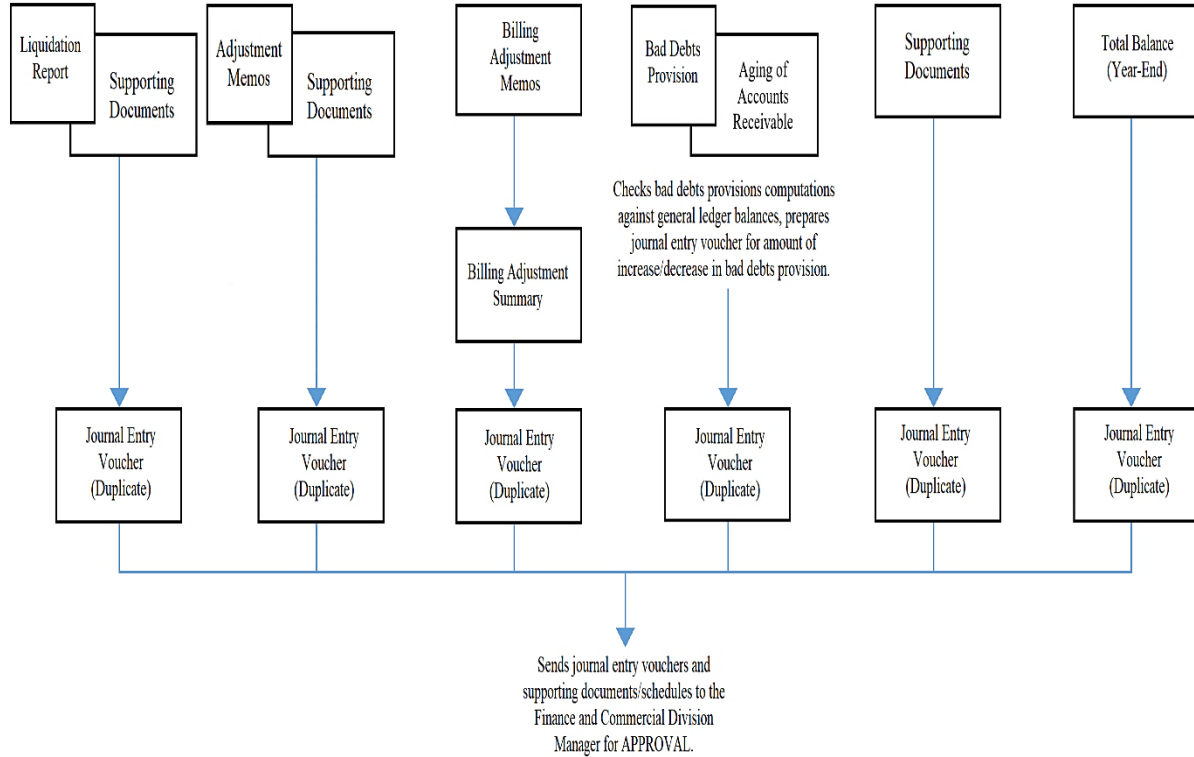 Liquidation
Report
Supporting
Documents
Adjustment
Memos
Supporting
Documents
Billing
Adjustment
Memos
Bad Debts
Provision
Aging of
Accounts
Receivable
Supporting
Documents
Total Balance
(Year-End)
Checks bad debts provisions computations
against general ledger balances, prepares
journal entry voucher for amount of
increase/decrease in bad debts provision.
Billing Adjustment
Summary
Journal Entry
Voucher
(Duplicate)
Journal Entry
Voucher
(Duplicate)
Journal Entry
Voucher
(Duplicate)
Journal Entry
Voucher
(Duplicate)
Journal Entry
Voucher
(Duplicate)
Journal Entry
Voucher
(Duplicate)
Sends journal entry vouchers and
supporting documents/schedules to the
Finance and Commercial Division
Manager for APPROVAL.